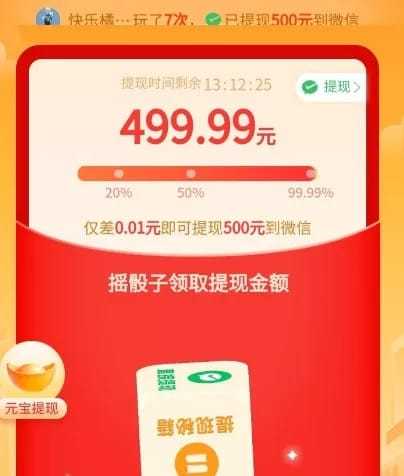 快乐橘… 玩了7次，已提现500元到微信
提现时间剩余13:12:25
提现
499.99元
20% 50% 99.99%
仅差0.01元即可提现500元到微信
摇骰子领取提现金额
元宝提现
提现秘籍